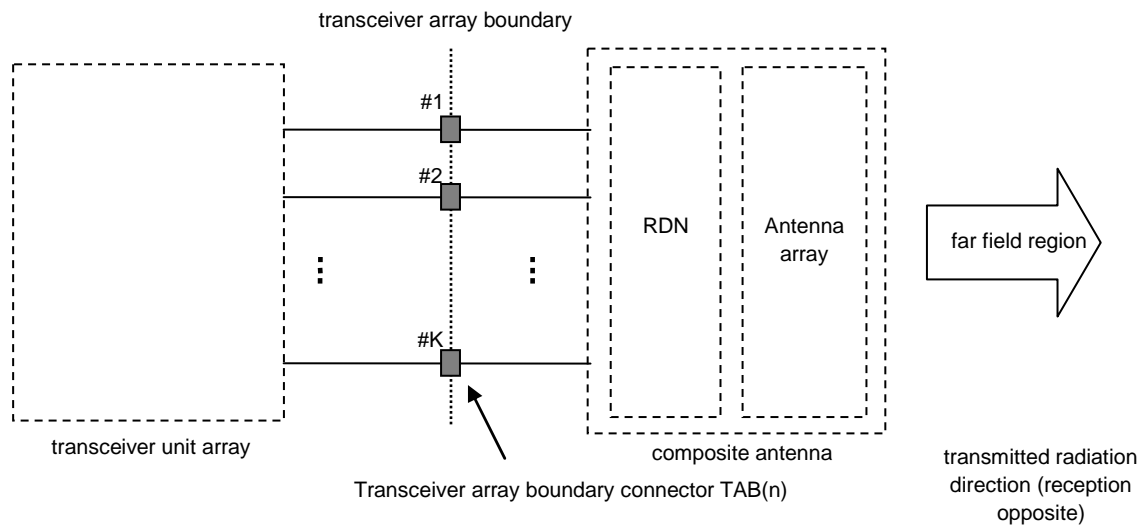 transceiver array boundary
#1
#2
RDN
Antenna
array
far field region
#K
transceiver unit array
composite antenna
Transceiver array boundary connector TAB(n)
transmitted radiation
direction (reception
opposite)